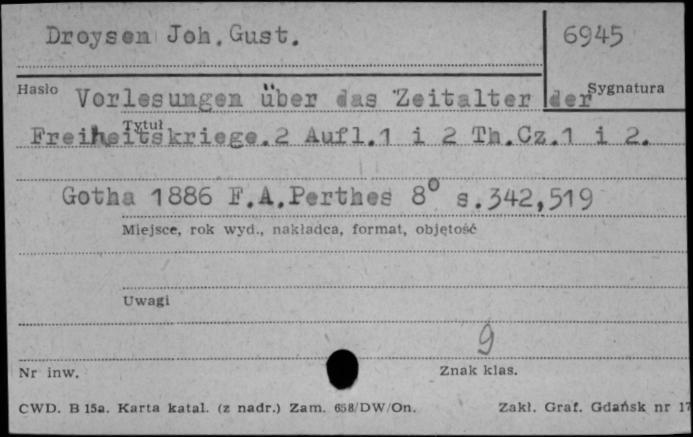 Droysen Joh.Gust.
6945
Hasło
Sygnatura
Vorlesungen über das Zeitalter der
Tytuł
Freiheitskriege.2 Aufl.1 i 2 Th.Cz.1 i 2.
Gotha 1886 F.A.Perthes 8° s.342,519
Miejsce, rok wyd., nakładca, format, objętość
Uwagi
9
Nr inw.
Znak klas.
CWD. B 15a. Karta katal. (z nadr.) Zam. 658/DW/On.
Zakł. Graf. Gdańsk nr 17